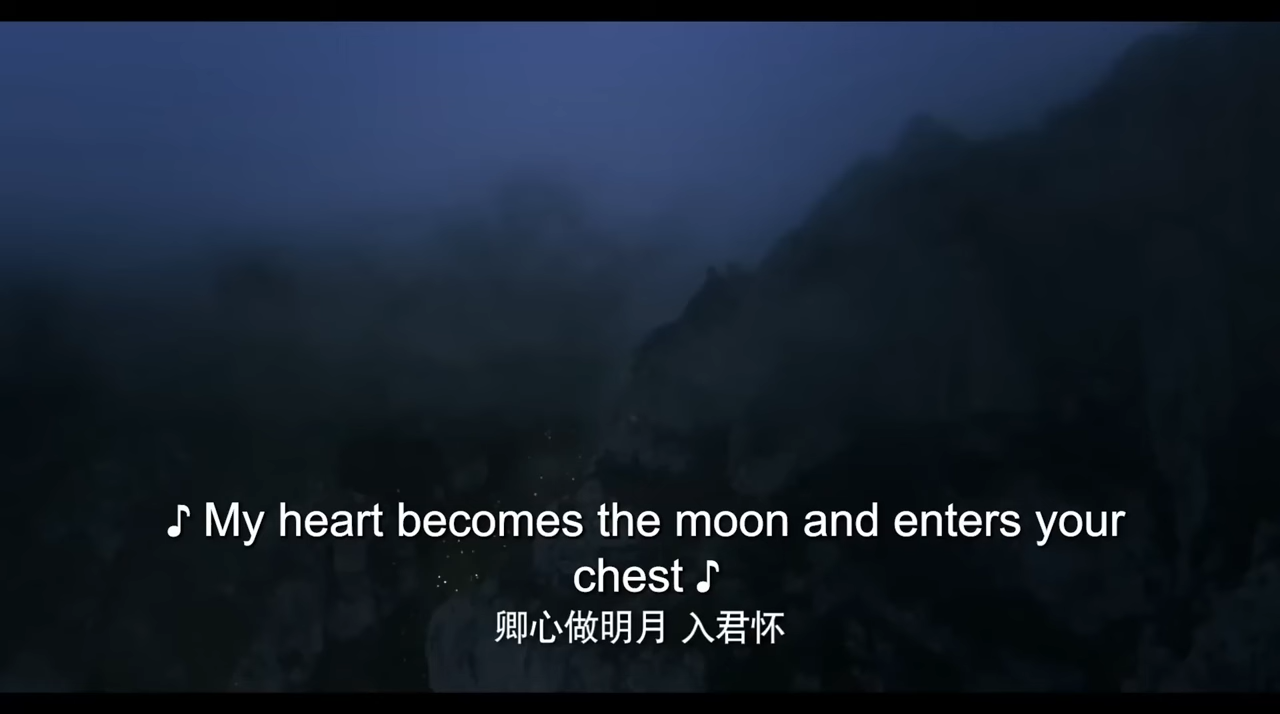 ♪ My heart becomes the moon and enters your
chest ♪
卿心做明月 入君怀